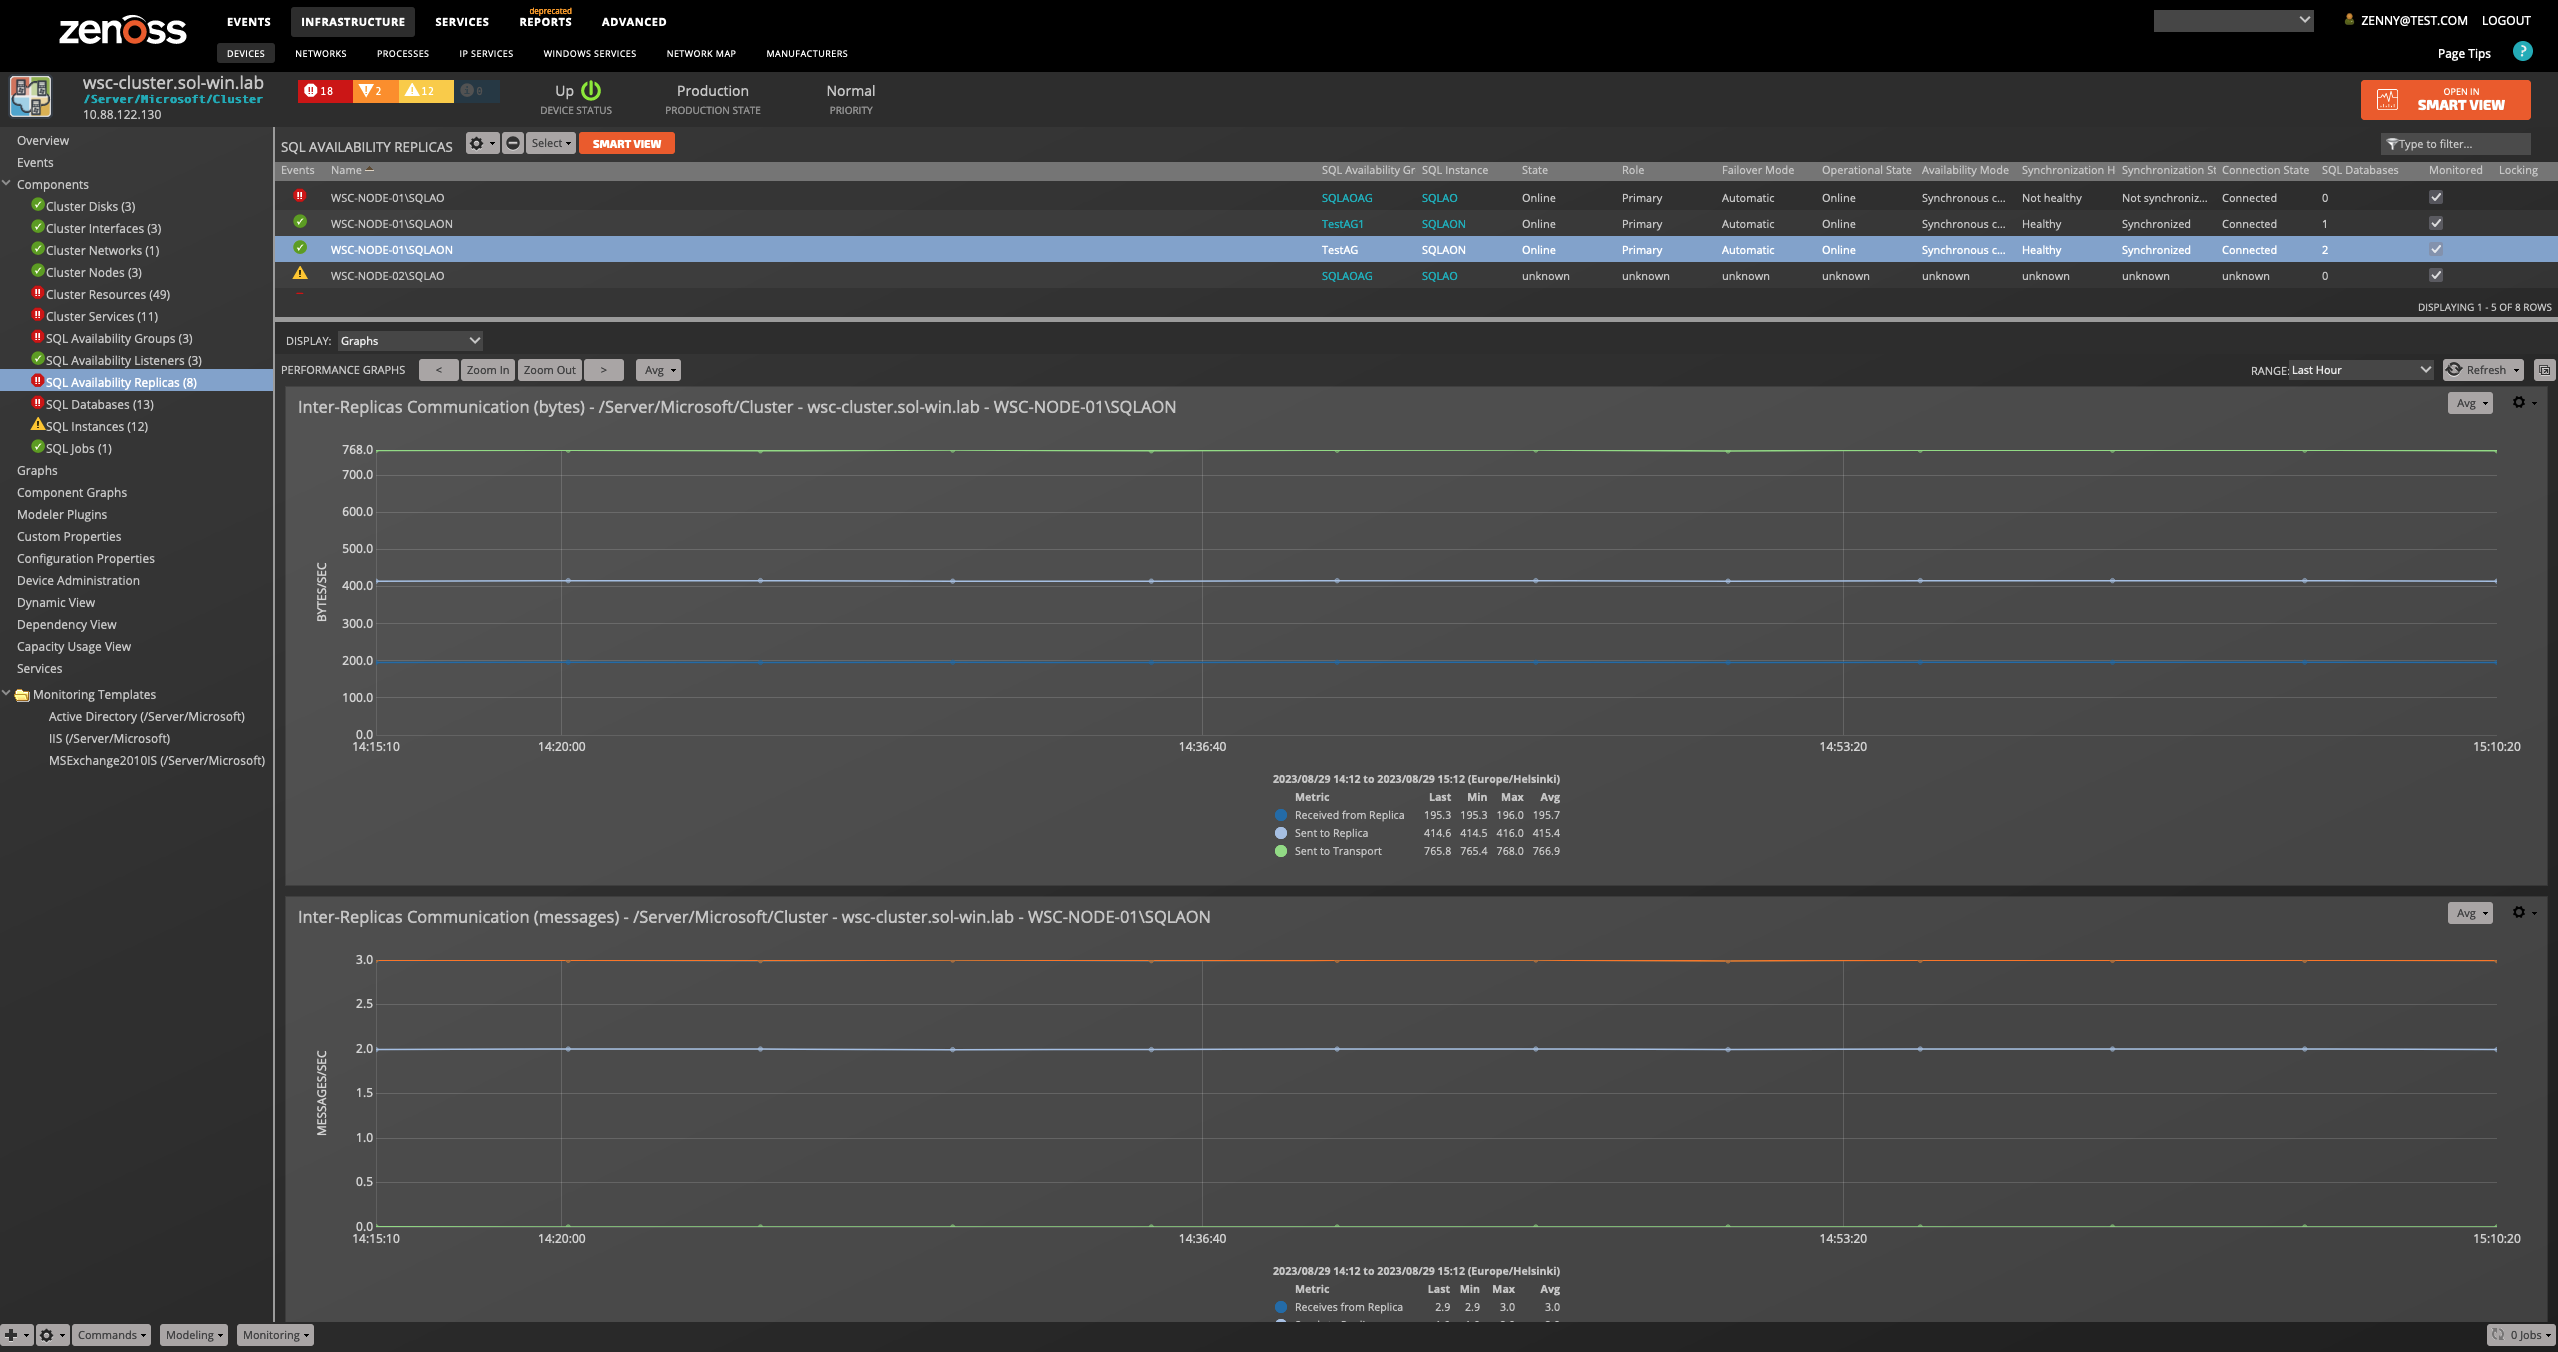 zenoss
EVENTS
INFRASTRUCTURE
SERVICES
deprecated
REPORTS
ADVANCED
ZENNY@TEST.COM
LOGOUT
DEVICES
NETWORKS
PROCESSES
IP SERVICES
WINDOWS SERVICES
NETWORK MAP
MANUFACTURERS
Page Tips
?
wsc-cluster.sol-win.lab
/Server/Microsoft/Cluster
10.88.122.130
18
2
12
0
Up
DEVICE STATUS
Production
PRODUCTION STATE
Normal
PRIORITY
OPEN IN
SMART VIEW
Overview
Events
Components
Cluster Disks (3)
Cluster Interfaces (3)
Cluster Networks (1)
Cluster Nodes (3)
Cluster Resources (49)
Cluster Services (11)
SQL Availability Groups (3)
SQL Availability Listeners (3)
SQL Availability Replicas (8)
SQL Databases (13)
SQL Instances (12)
SQL Jobs (1)
Graphs
Component Graphs
Modeler Plugins
Custom Properties
Configuration Properties
Device Administration
Dynamic View
Dependency View
Capacity Usage View
Services
Monitoring Templates
Active Directory (/Server/Microsoft)
IIS (/Server/Microsoft)
MSExchange2010IS (/Server/Microsoft)
SQL AVAILABILITY REPLICAS
Select
SMART VIEW
Type to filter...
Events Name SQL Availability Gr SQL Instance State Role Failover Mode Operational State Availability Mode Synchronization H Synchronization St Connection State SQL Databases Monitored Locking
WSC-NODE-01\SQLAO SQLAOAG SQLAO Online Primary Automatic Online Synchronous c... Not healthy Not synchroniz... Connected 0
WSC-NODE-01\SQLAON TestAG1 SQLAON Online Primary Automatic Online Synchronous c... Healthy Synchronized Connected 1
WSC-NODE-01\SQLAON TestAG SQLAON Online Primary Automatic Online Synchronous c... Healthy Synchronized Connected 2
WSC-NODE-02\SQLAO SQLAOAG SQLAO unknown unknown unknown unknown unknown unknown unknown unknown 0
DISPLAYING 1 - 5 OF 8 ROWS
DISPLAY: Graphs
PERFORMANCE GRAPHS < Zoom In Zoom Out > Avg
RANGE: Last Hour Refresh
Inter-Replicas Communication (bytes) - /Server/Microsoft/Cluster - wsc-cluster.sol-win.lab - WSC-NODE-01\SQLAON
Avg
768.0
700.0
600.0
500.0
400.0
300.0
200.0
100.0
0.0
BYTES/SEC
14:15:10 14:20:00 14:36:40 14:53:20 15:10:20
2023/08/29 14:12 to 2023/08/29 15:12 (Europe/Helsinki)
Metric Last Min Max Avg
Received from Replica 195.3 195.3 196.0 195.7
Sent to Replica 414.6 414.5 416.0 415.4
Sent to Transport 765.8 765.4 768.0 766.9
Inter-Replicas Communication (messages) - /Server/Microsoft/Cluster - wsc-cluster.sol-win.lab - WSC-NODE-01\SQLAON
Avg
3.0
2.5
2.0
1.5
1.0
0.5
0.0
MESSAGES/SEC
14:15:10 14:20:00 14:36:40 14:53:20 15:10:20
2023/08/29 14:12 to 2023/08/29 15:12 (Europe/Helsinki)
Metric Last Min Max Avg
Receives from Replica 2.9 2.9 3.0 3.0
Commands
Modeling
Monitoring
0 Jobs